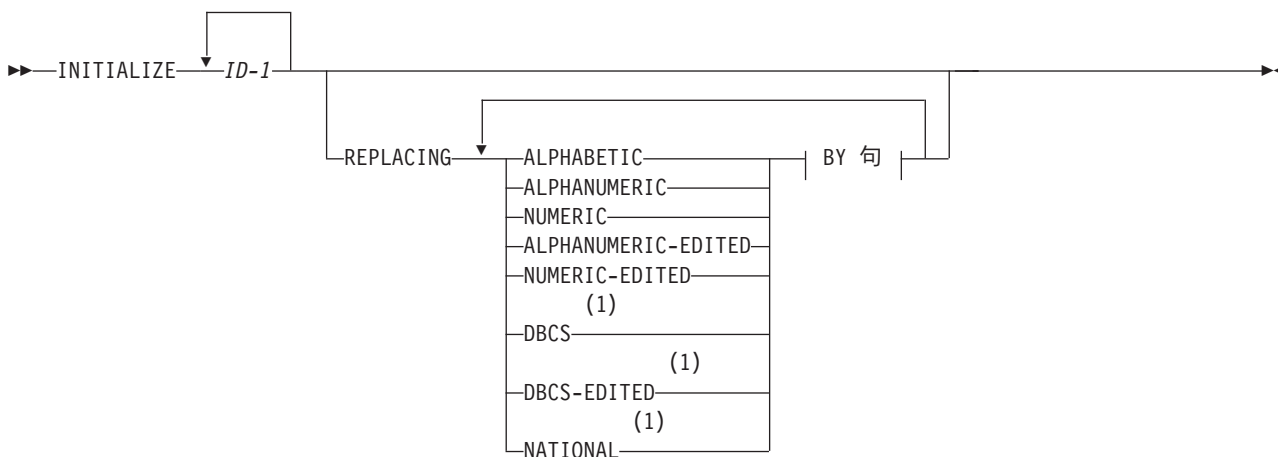 INITIALIZE ID-1
REPLACING ALPHABETIC BY 句
ALPHANUMERIC
NUMERIC
ALPHANUMERIC-EDITED
NUMERIC-EDITED
(1)
DBCS
(1)
DBCS-EDITED
(1)
NATIONAL